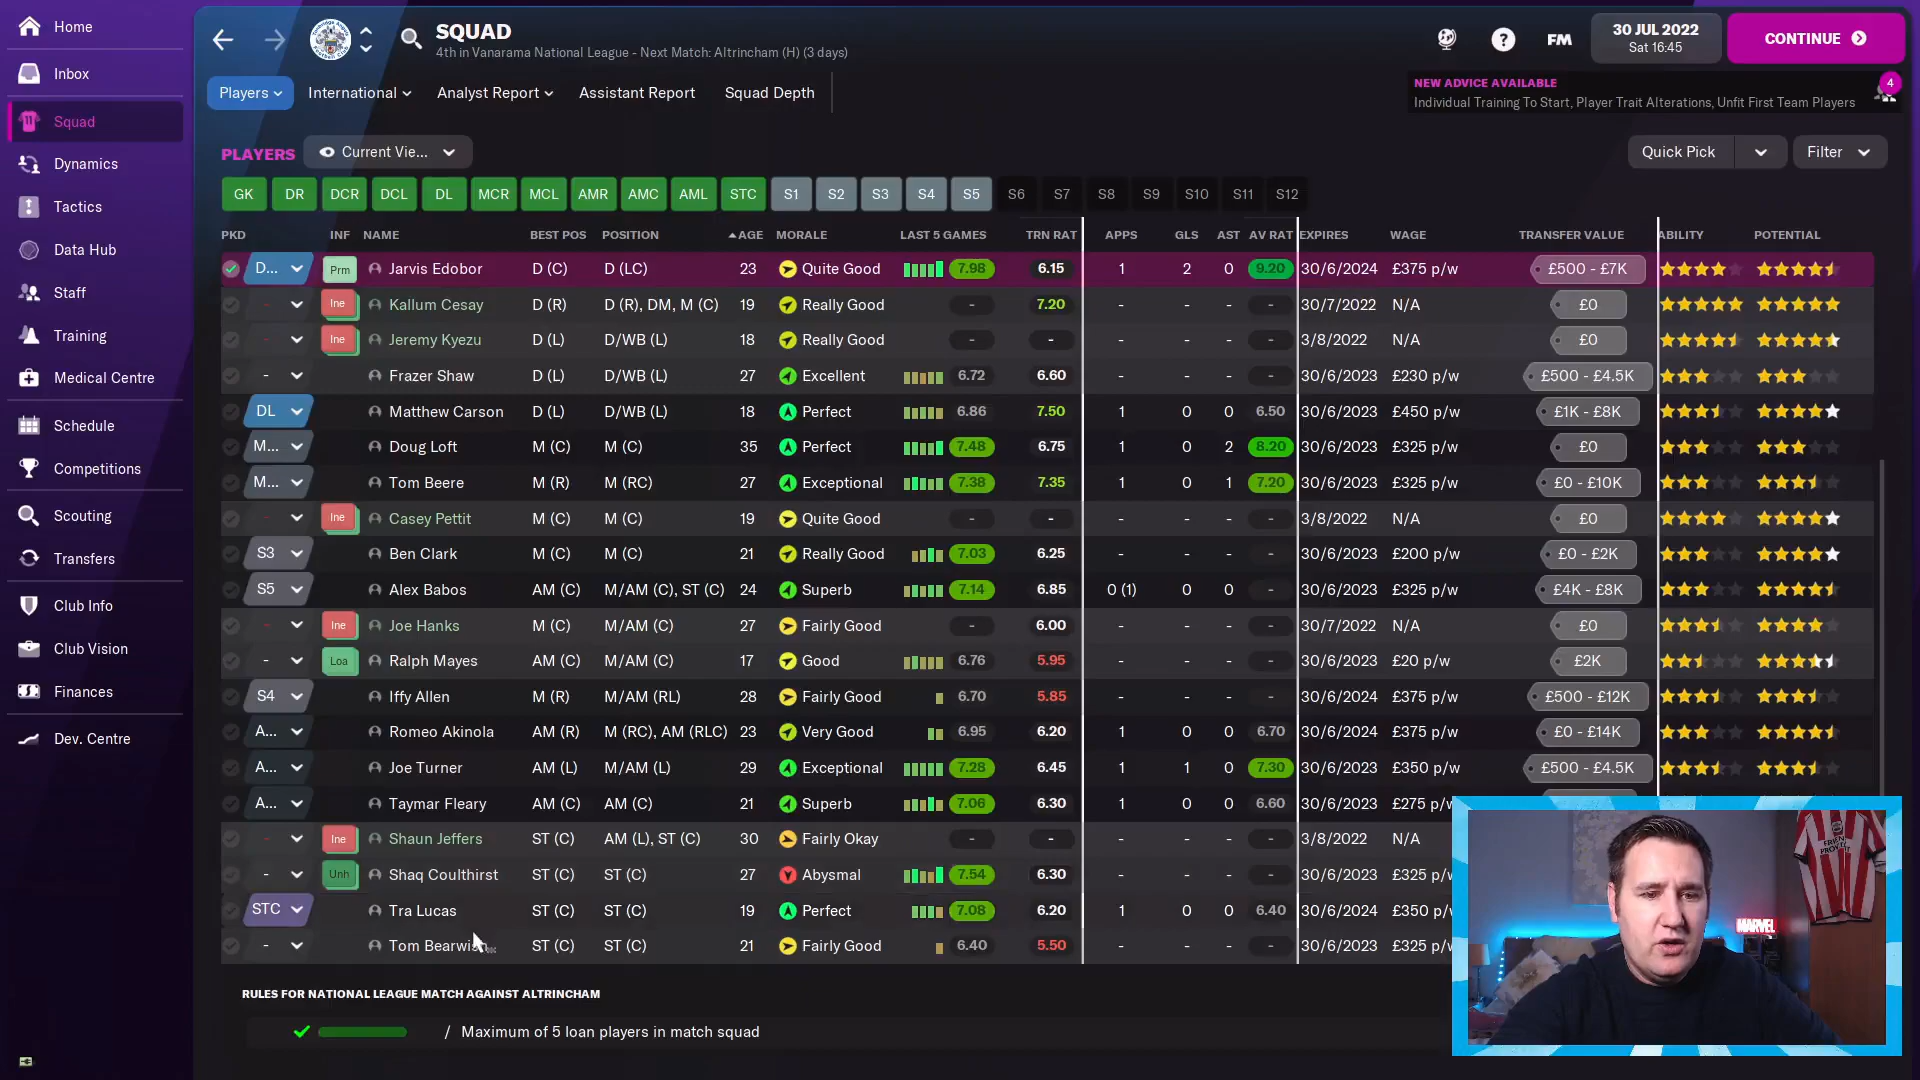 Home
Inbox
Squad
Dynamics
Tactics
Data Hub
Staff
Training
Medical Centre
Schedule
Competitions
Scouting
Transfers
Club Info
Club Vision
Finances
Dev. Centre
SQUAD
4th in Vanarama National League - Next Match: Altrincham (H) (3 days)
? FM
30 JUL 2022
Sat 16:45
CONTINUE
Players International Analyst Report Assistant Report Squad Depth
NEW ADVICE AVAILABLE 4
Individual Training To Start, Player Trait Alterations, Unfit First Team Players
PLAYERS Current Vie... Quick Pick Filter
GK DR DCR DCL DL MCR MCL AMR AMC AML STC S1 S2 S3 S4 S5 S6 S7 S8 S9 S10 S11 S12
PKD INF NAME BEST POS POSITION AGE MORALE LAST 5 GAMES TRN RAT APPS GLS AST AV RAT EXPIRES WAGE TRANSFER VALUE ABILITY POTENTIAL
D... Prm Jarvis Edobor D (C) D (LC) 23 Quite Good 7.98 6.15 1 2 0 9.20 30/6/2024 £375 p/w £500 - £7K
- Ine Kallum Cesay D (R) D (R), DM, M (C) 19 Really Good - 7.20 - - - - 30/7/2022 N/A £0
- Ine Jeremy Kyezu D (L) D/WB (L) 18 Really Good - - - - - - 3/8/2022 N/A £0
- Frazer Shaw D (L) D/WB (L) 27 Excellent 6.72 6.60 - - - - 30/6/2023 £230 p/w £500 - £4.5K
DL Matthew Carson D (L) D/WB (L) 18 Perfect 6.86 7.50 1 0 0 6.50 30/6/2023 £450 p/w £1K - £8K
M... Doug Loft M (C) M (C) 35 Perfect 7.48 6.75 1 0 2 8.20 30/6/2023 £325 p/w £0
M... Tom Beere M (R) M (RC) 27 Exceptional 7.38 7.35 1 0 1 7.20 30/6/2023 £325 p/w £0 - £10K
- Ine Casey Pettit M (C) M (C) 19 Quite Good - - - - - - 3/8/2022 N/A £0
S3 Ben Clark M (C) M (C) 21 Really Good 7.03 6.25 - - - - 30/6/2023 £200 p/w £0 - £2K
S5 Alex Babos AM (C) M/AM (C), ST (C) 24 Superb 7.14 6.85 0 (1) 0 0 - 30/6/2023 £325 p/w £4K - £8K
- Ine Joe Hanks M (C) M/AM (C) 27 Fairly Good - 6.00 - - - - 30/7/2022 N/A £0
- Loa Ralph Mayes AM (C) M/AM (C) 17 Good 6.76 5.95 - - - - 30/6/2023 £20 p/w £2K
S4 Iffy Allen M (R) M/AM (RL) 28 Fairly Good 6.70 5.85 - - - - 30/6/2024 £375 p/w £500 - £12K
A... Romeo Akinola AM (R) M (RC), AM (RLC) 23 Very Good 6.95 6.20 1 0 0 6.70 30/6/2024 £375 p/w £0 - £14K
A... Joe Turner AM (L) M/AM (L) 29 Exceptional 7.28 6.45 1 1 0 7.30 30/6/2023 £350 p/w £500 - £4.5K
A... Taymar Fleary AM (C) AM (C) 21 Superb 7.06 6.30 1 0 0 6.60 30/6/2023 £275 p/w
- Ine Shaun Jeffers ST (C) AM (L), ST (C) 30 Fairly Okay - - - - - - 3/8/2022 N/A
- Unh Shaq Coulthirst ST (C) ST (C) 27 Abysmal 7.54 6.30 - - - - 30/6/2023 £325 p/w
STC Tra Lucas ST (C) ST (C) 19 Perfect 7.08 6.20 1 0 0 6.40 30/6/2024 £350 p/w
- Tom ST (C) ST (C) 21 Fairly Good 6.40 5.50 - - - - 30/6/2023 £325 p/w
RULES FOR NATIONAL LEAGUE MATCH AGAINST ALTRINCHAM
/ Maximum of 5 loan players in match squad
MARVEL